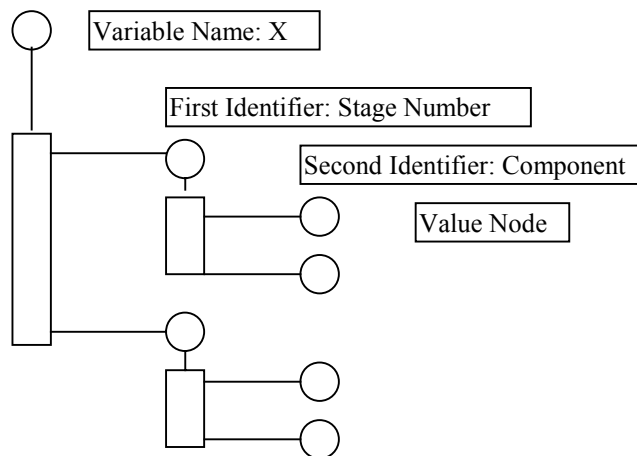 Variable Name: X
First Identifier: Stage Number
Second Identifier: Component
Value Node